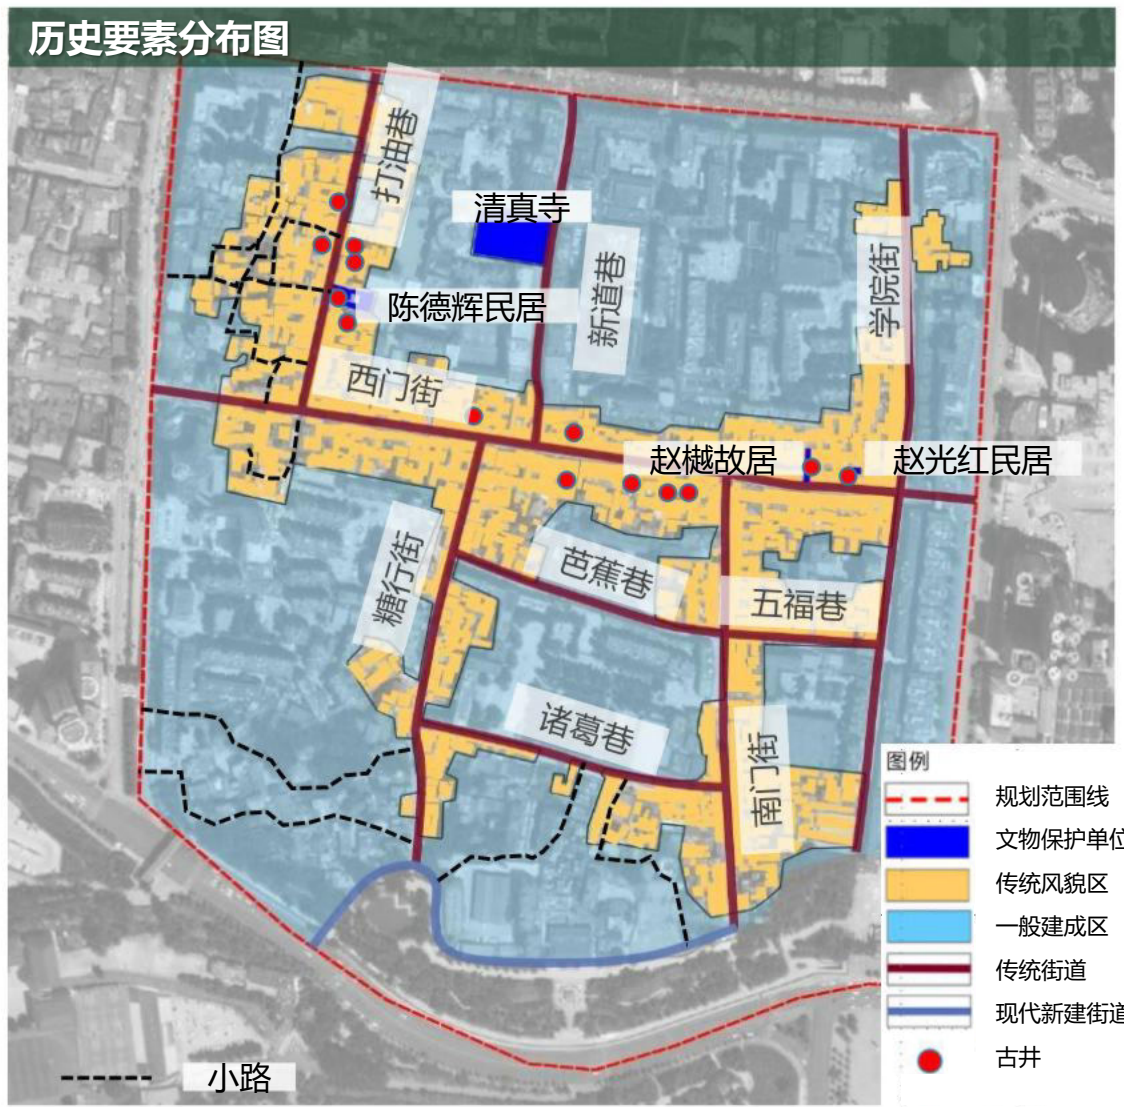 历史要素分布图
打油巷
清真寺
新道巷
学院街
陈德辉民居
西门街
赵樾故居
赵光红民居
糖行街
芭蕉巷
五福巷
诸葛巷
南门街
图例
规划范围线
文物保护单位
传统风貌区
一般建成区
传统街道
现代新建街道
古井
小路